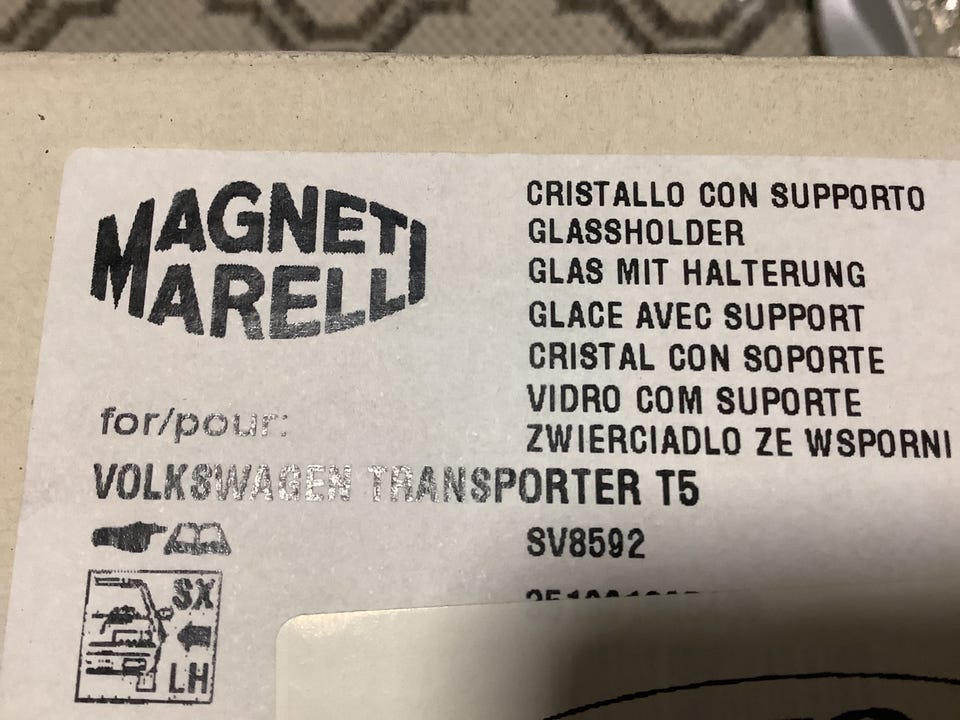 MAGNETI
MARELLI
CRISTALLO CON SUPPORTO
GLASSHOLDER
GLAS MIT HALTERUNG
GLACE AVEC SUPPORT
CRISTAL CON SOPORTE
VIDRO COM SUPORTE
ZWIERCIADLO ZE WSPORNI
for/pour:
VOLKSWAGEN TRANSPORTER T5
SV8592
SX
LH